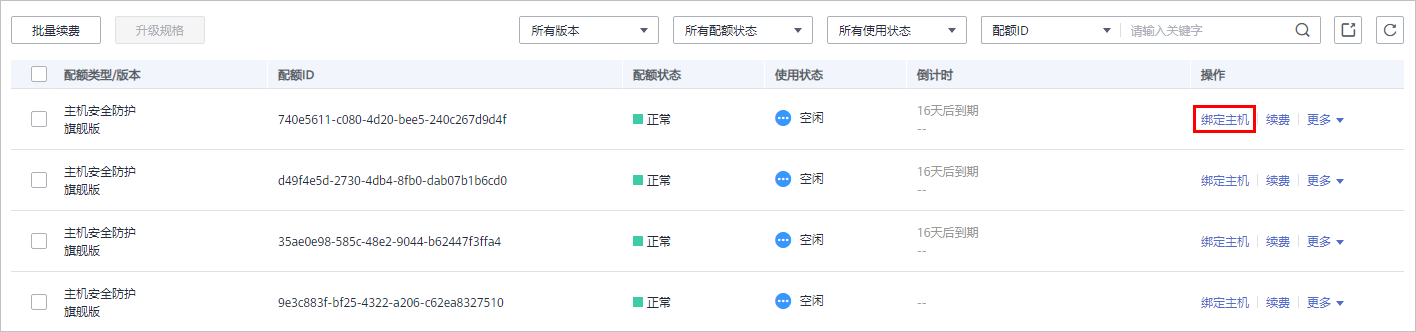 批量续费 升级规格 所有版本 所有配额状态 所有使用状态 配额ID 请输入关键字
配额类型/版本 配额ID 配额状态 使用状态 倒计时 操作
主机安全防护
旗舰版 740e5611-c080-4d20-bee5-240c267d9d4f 正常 空闲 16天后到期
-- 绑定主机 续费 更多
主机安全防护
旗舰版 d49f4e5d-2730-4db4-8fb0-dab07b1b6cd0 正常 空闲 16天后到期
-- 绑定主机 续费 更多
主机安全防护
旗舰版 35ae0e98-585c-48e2-9044-b62447f3ffa4 正常 空闲 16天后到期
-- 绑定主机 续费 更多
主机安全防护
旗舰版 9e3c883f-bf25-4322-a206-c62ea8327510 正常 空闲 -- 绑定主机 续费 更多